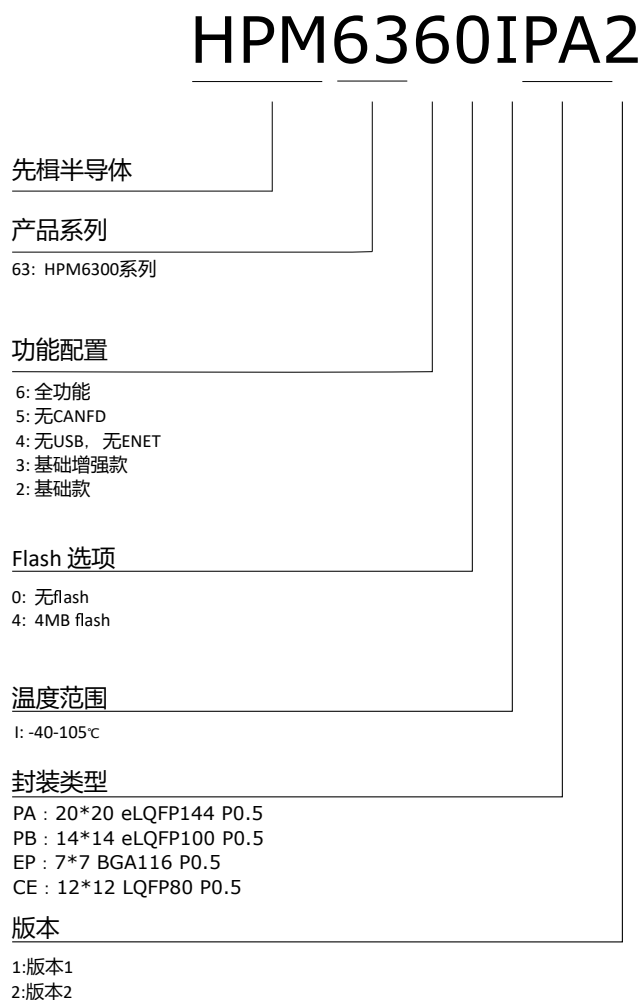 HPM6360IPA2
先楫半导体
产品系列
63: HPM6300系列
功能配置
6: 全功能
5: 无CANFD
4: 无USB, 无ENET
3: 基础增强款
2: 基础款
Flash 选项
0: 无flash
4: 4MB flash
温度范围
I: -40-105℃
封装类型
PA : 20*20 eLQFP144 P0.5
PB : 14*14 eLQFP100 P0.5
EP : 7*7 BGA116 P0.5
CE : 12*12 LQFP80 P0.5
版本
1:版本1
2:版本2